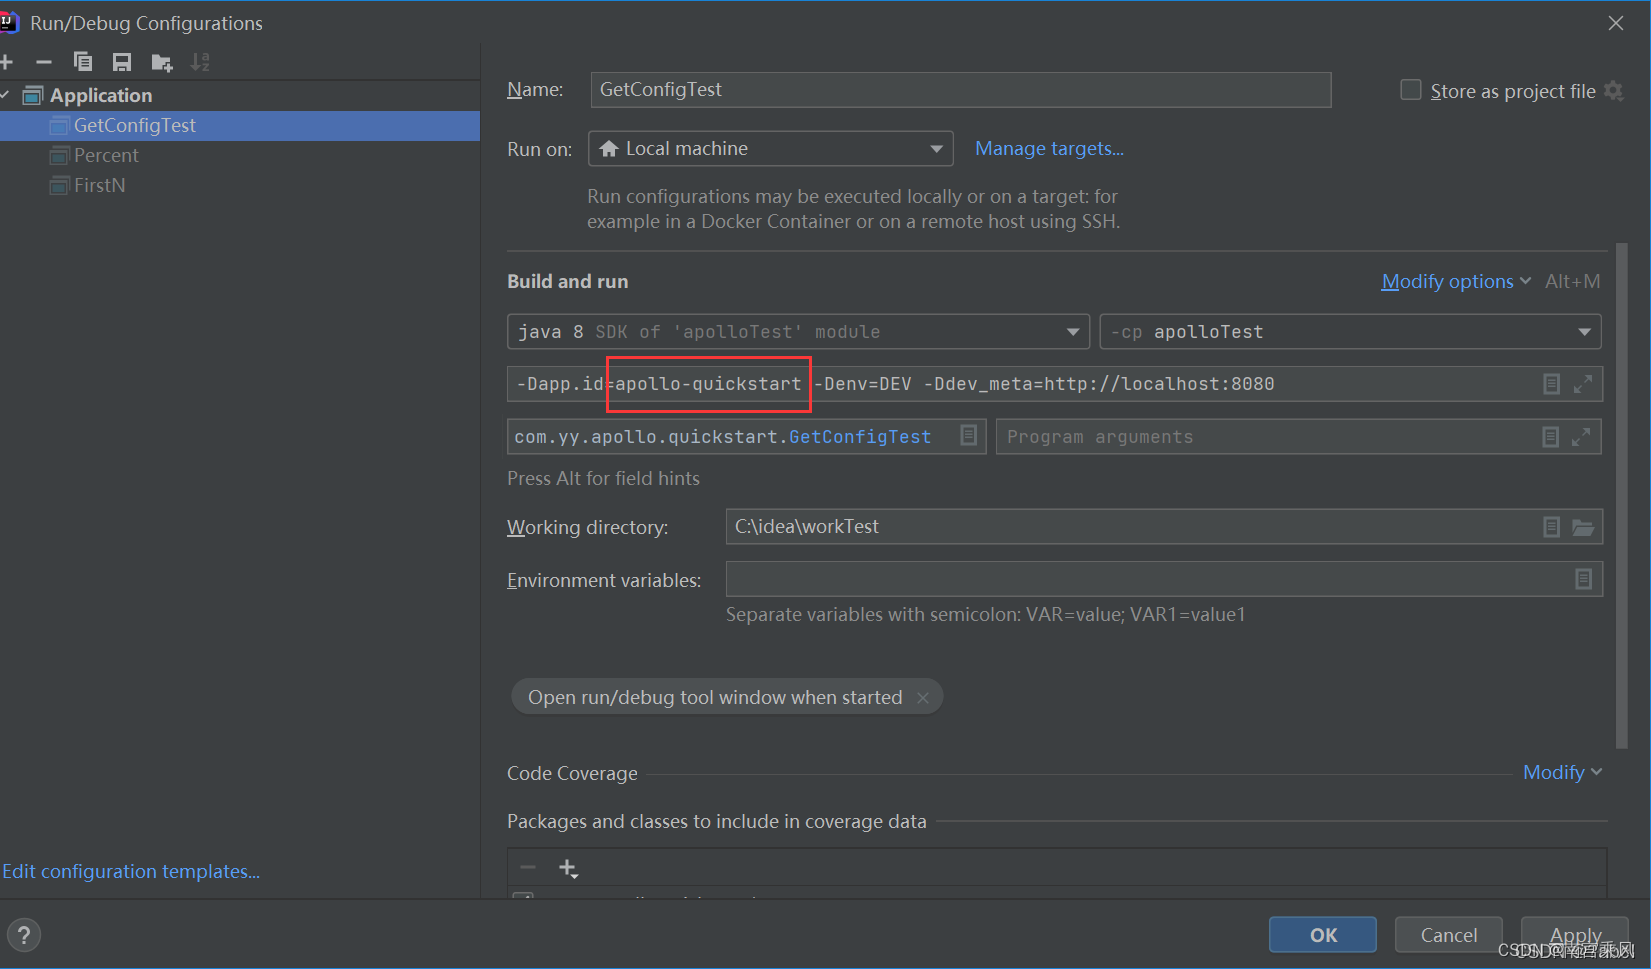 Run/Debug Configurations
Application
GetConfigTest
Percent
FirstN
Edit configuration templates...
Name: GetConfigTest
Store as project file
Run on: Local machine Manage targets...
Run configurations may be executed locally or on a target: for
example in a Docker Container or on a remote host using SSH.
Build and run
Modify options Alt+M
java 8 SDK of 'apolloTest' module
-cp apolloTest
-Dapp.id=apollo-quickstart -Denv=DEV -Ddev_meta=http://localhost:8080
com.yy.apollo.quickstart.GetConfigTest
Program arguments
Press Alt for field hints
Working directory: C:\idea\workTest
Environment variables:
Separate variables with semicolon: VAR=value; VAR1=value1
Open run/debug tool window when started
Code Coverage
Modify
Packages and classes to include in coverage data
?
OK
Cancel
Apply